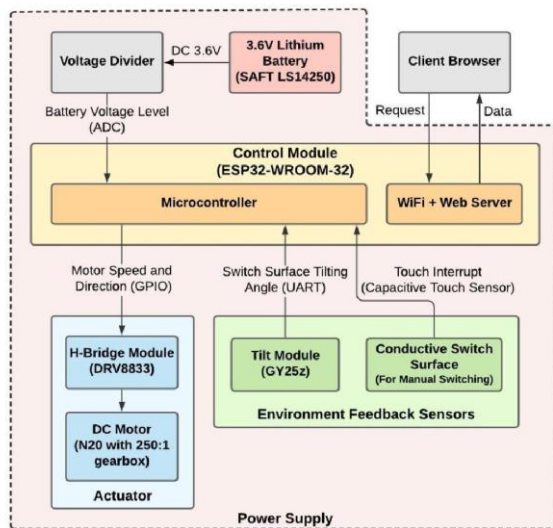 Voltage Divider
DC 3.6V
3.6V Lithium
Battery
(SAFT LS14250)
Client Browser
Battery Voltage Level
(ADC)
Request
Data
Control Module
(ESP32-WROOM-32)
Microcontroller
WiFi + Web Server
Motor Speed and
Direction (GPIO)
Switch Surface Tilting
Angle (UART)
Touch Interrupt
(Capacitive Touch Sensor)
H-Bridge Module
(DRV8833)
Tilt Module
(GY25z)
Conductive Switch
Surface
(For Manual Switching)
DC Motor
(N20 with 250:1
gearbox)
Environment Feedback Sensors
Actuator
Power Supply